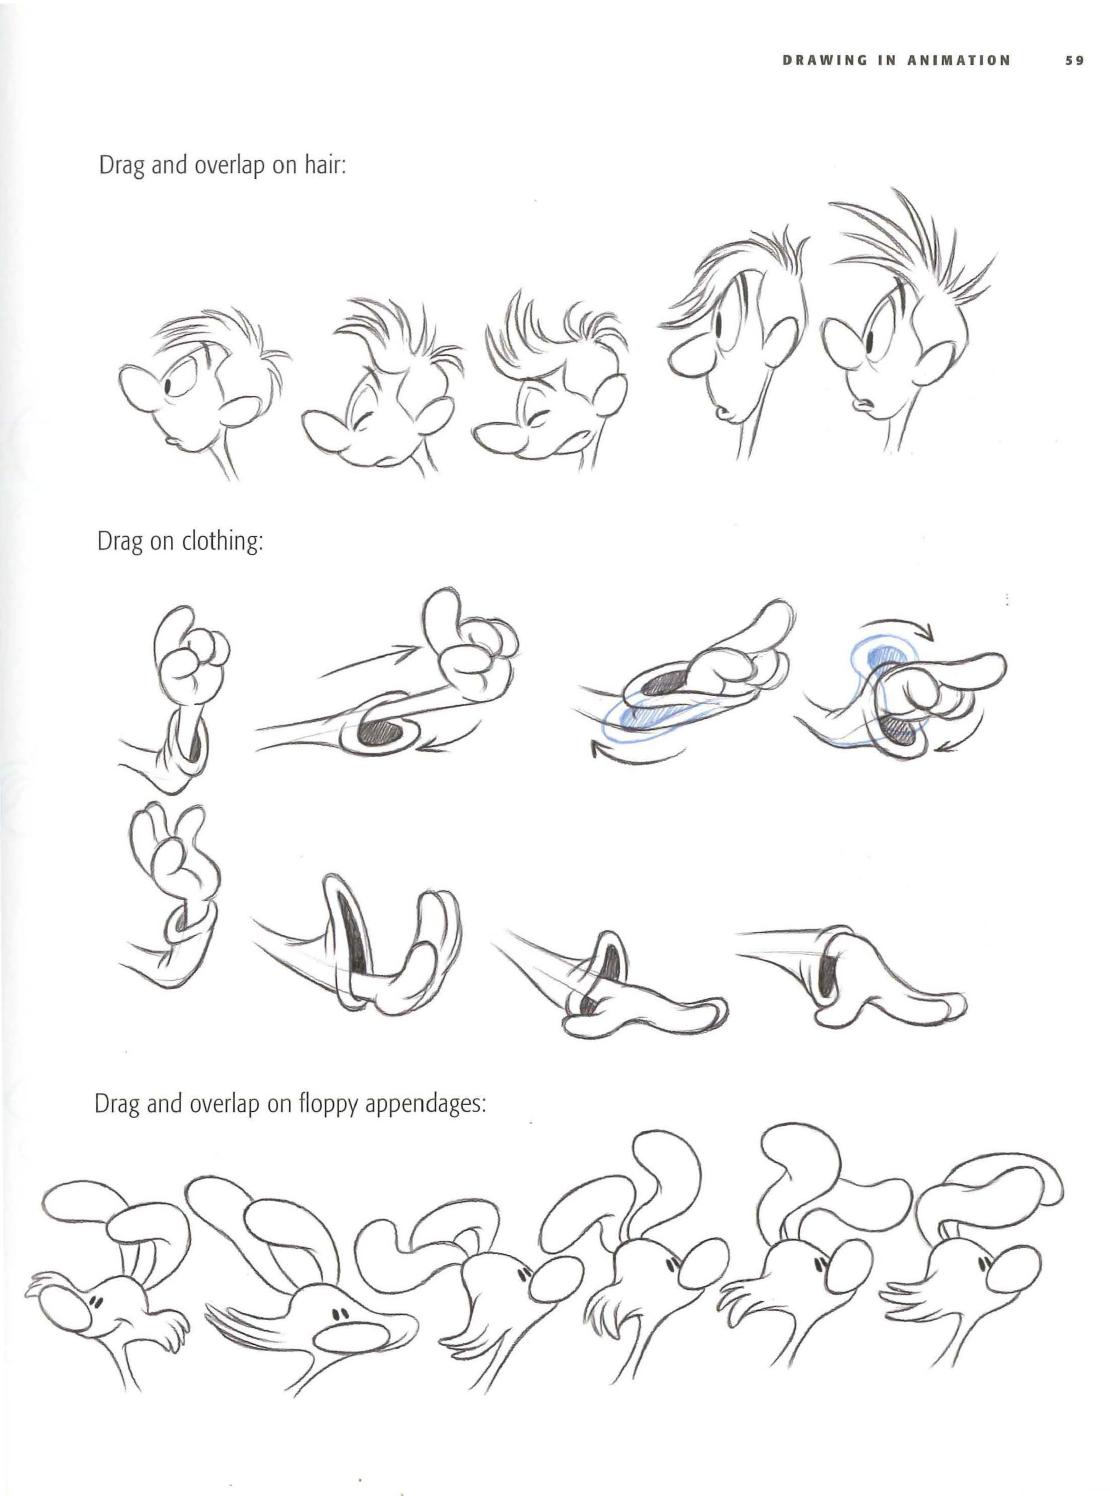 DRAWING IN ANIMATION 59
Drag and overlap on hair:
Drag on clothing:
Drag and overlap on floppy appendages: